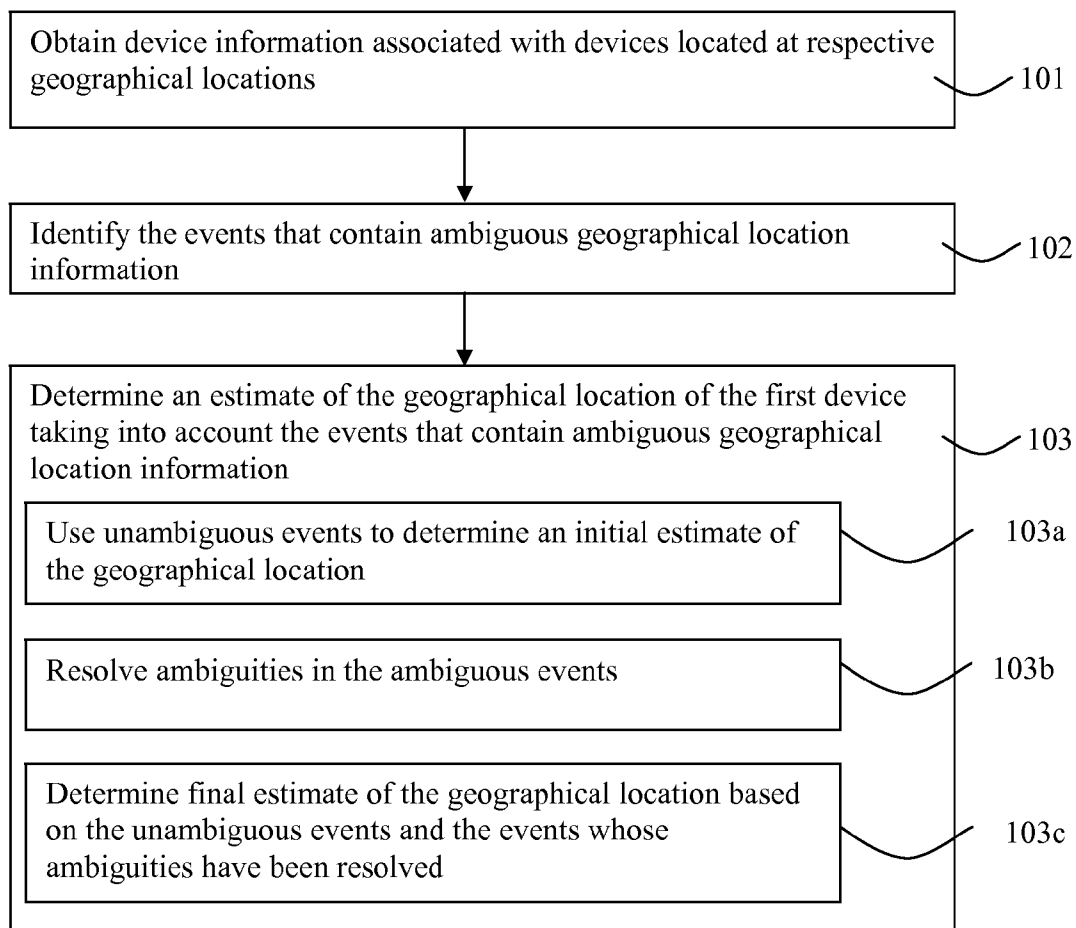 Obtain device information associated with devices located at respective
geographical locations
101
Identify the events that contain ambiguous geographical location
information
102
Determine an estimate of the geographical location of the first device
taking into account the events that contain ambiguous geographical
location information
103
Use unambiguous events to determine an initial estimate of
the geographical location
103a
Resolve ambiguities in the ambiguous events
103b
Determine final estimate of the geographical location based
on the unambiguous events and the events whose
ambiguities have been resolved
103c